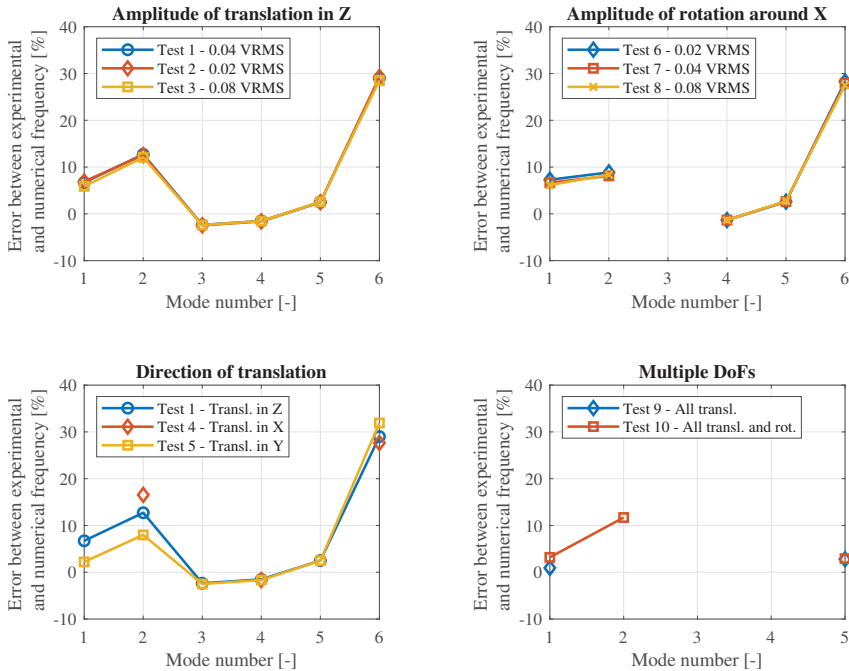 Amplitude of translation in Z
Error between experimental
and numerical frequency [%]
40
30
20
10
0
-10
Test 1 - 0.04 VRMS
Test 2 - 0.02 VRMS
Test 3 - 0.08 VRMS
1 2 3 4 5 6
Mode number [-]
Amplitude of rotation around X
Error between experimental
and numerical frequency [%]
40
30
20
10
0
-10
Test 6 - 0.02 VRMS
Test 7 - 0.04 VRMS
Test 8 - 0.08 VRMS
1 2 3 4 5 6
Mode number [-]
Direction of translation
Error between experimental
and numerical frequency [%]
40
30
20
10
0
-10
Test 1 - Transl. in Z
Test 4 - Transl. in X
Test 5 - Transl. in Y
1 2 3 4 5 6
Mode number [-]
Multiple DoFs
Error between experimental
and numerical frequency [%]
40
30
20
10
0
-10
Test 9 - All transl.
Test 10 - All transl. and rot.
1 2 3 4 5
Mode number [-]